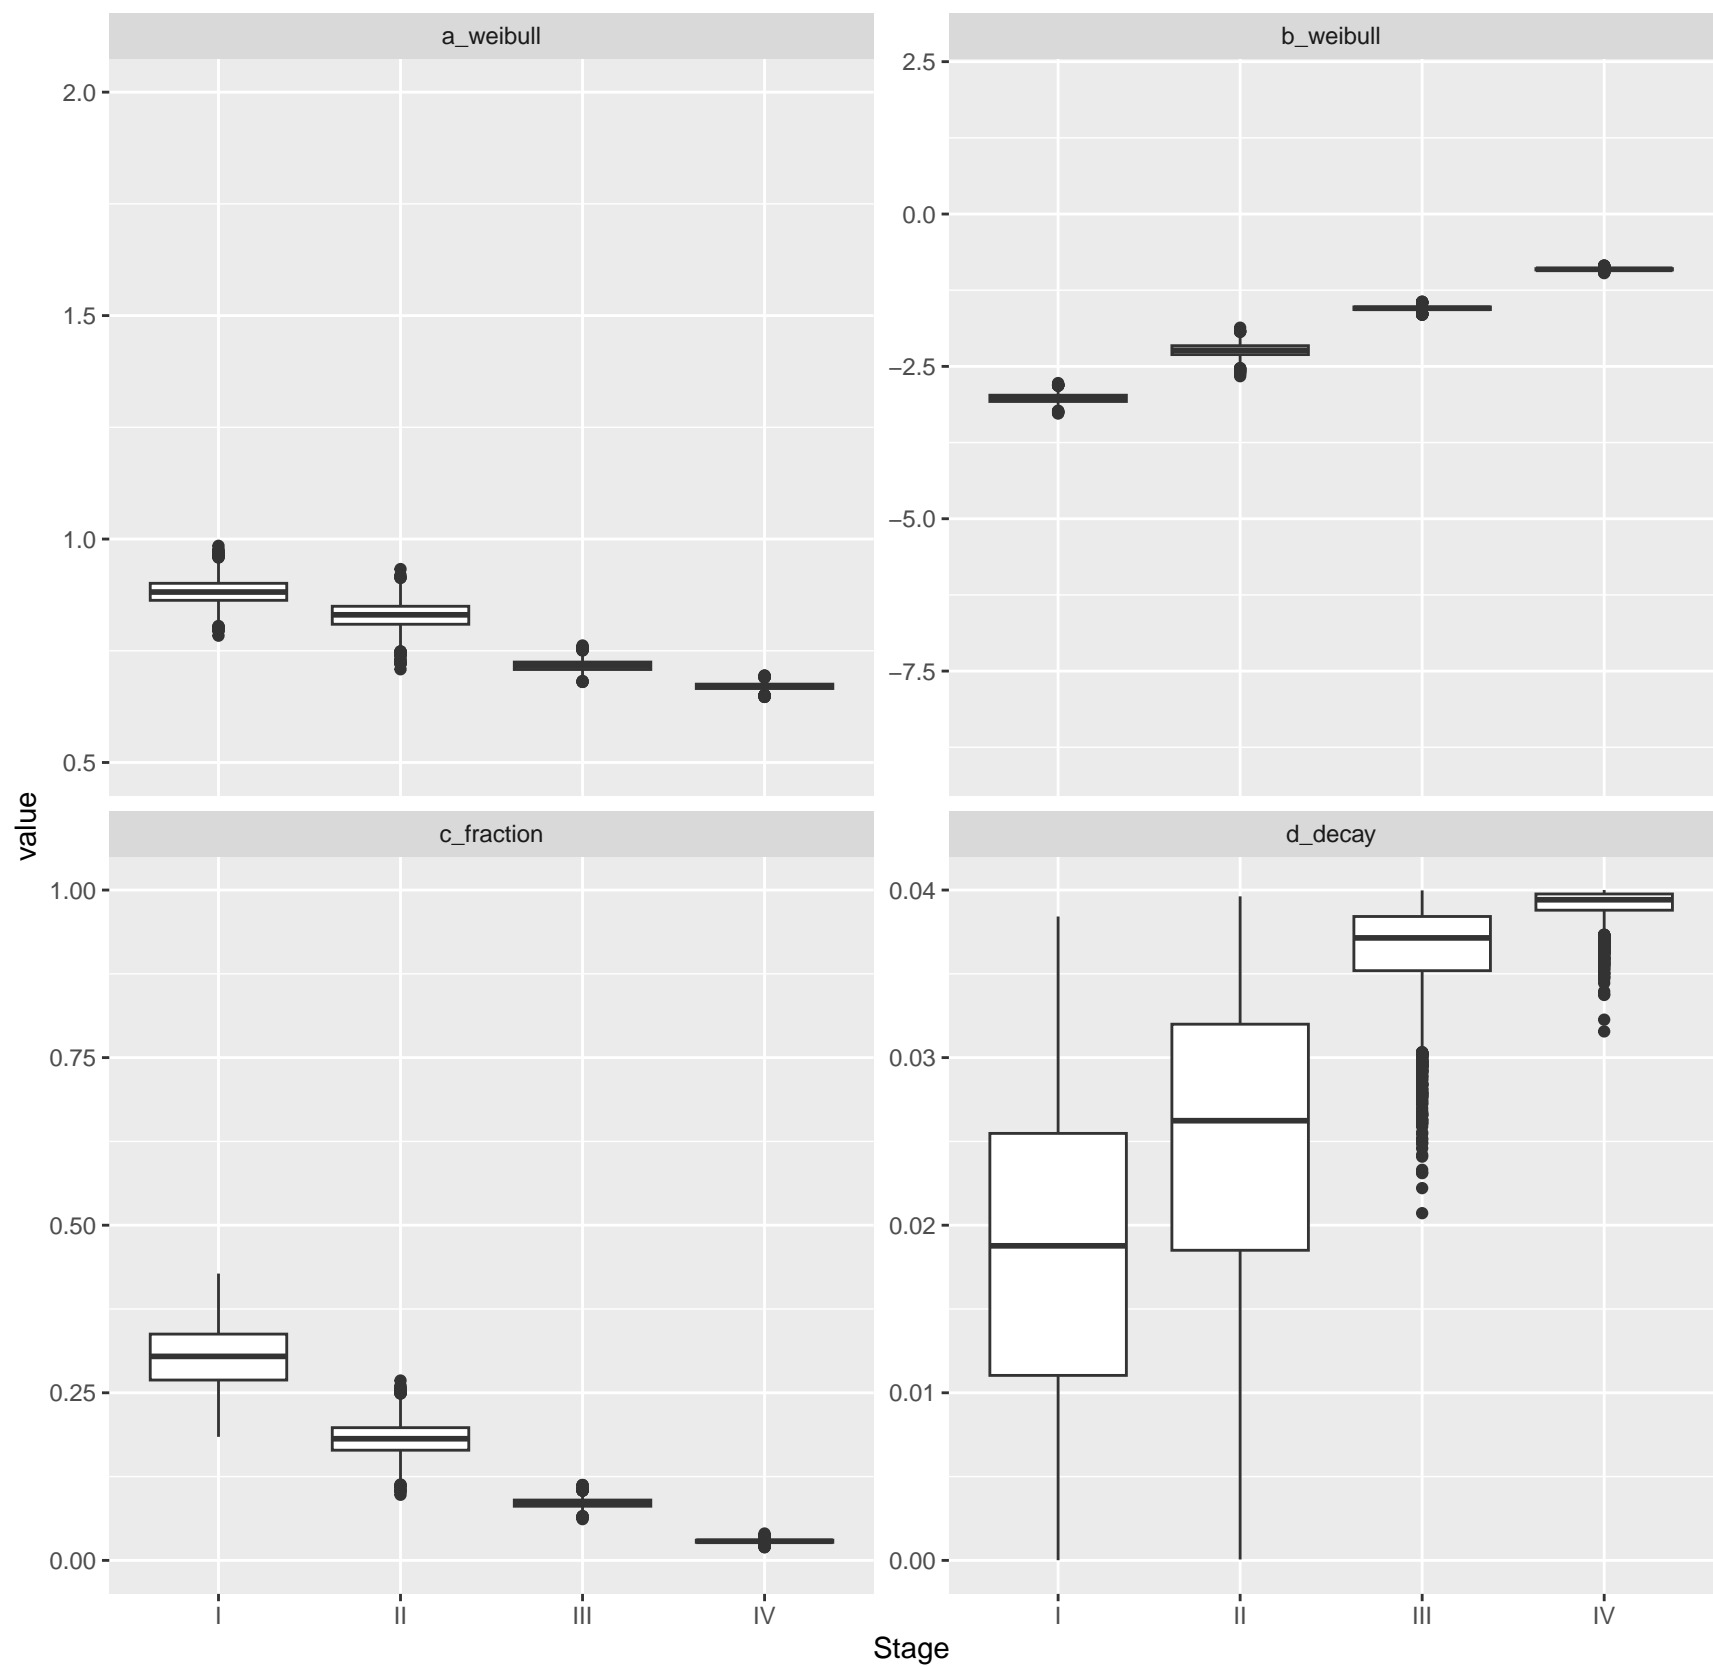 a_weibull
b_weibull
2.0
1.5
1.0
0.5
2.5
0.0
−2.5
−5.0
−7.5
value
c_fraction
d_decay
1.00
0.75
0.50
0.25
0.00
0.04
0.03
0.02
0.01
0.00
I II III IV
I II III IV
Stage